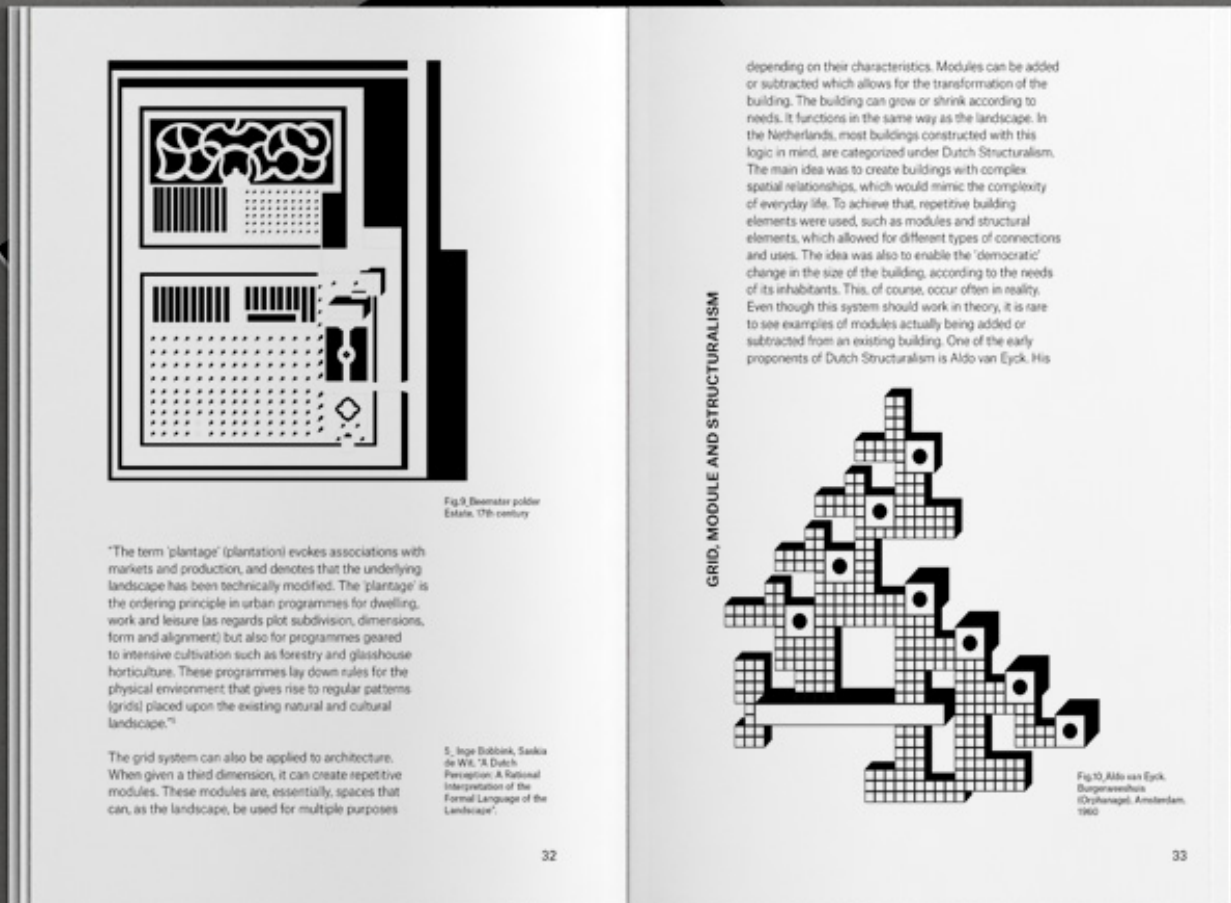 Fig.9_Beemster polder
Estate, 17th century
"The term 'plantage' (plantation) evokes associations with
markets and production, and denotes that the underlying
landscape has been technically modified. The 'plantage' is
the ordering principle in urban programmes for dwelling,
work and leisure (as regards plot subdivision, dimensions,
form and alignment) but also for programmes geared
to intensive cultivation such as forestry and glasshouse
horticulture. These programmes lay down rules for the
physical environment that gives rise to regular patterns
(grids) placed upon the existing natural and cultural
landscape."5
The grid system can also be applied to architecture.
When given a third dimension, it can create repetitive
modules. These modules are, essentially, spaces that
can, as the landscape, be used for multiple purposes
5_ Inge Bobbink, Saskia
de Wit, "A Dutch
Perception: A Rational
Interpretation of the
Formal Language of the
Landscape".
32
depending on their characteristics. Modules can be added
or subtracted which allows for the transformation of the
building. The building can grow or shrink according to
needs. It functions in the same way as the landscape. In
the Netherlands, most buildings constructed with this
logic in mind, are categorized under Dutch Structuralism.
The main idea was to create buildings with complex
spatial relationships, which would mimic the complexity
of everyday life. To achieve that, repetitive building
elements were used, such as modules and structural
elements, which allowed for different types of connections
and uses. The idea was also to enable the 'democratic'
change in the size of the building, according to the needs
of its inhabitants. This, of course, occur often in reality.
Even though this system should work in theory, it is rare
to see examples of modules actually being added or
subtracted from an existing building. One of the early
proponents of Dutch Structuralism is Aldo van Eyck. His
GRID, MODULE AND STRUCTURALISM
Fig.10_Aldo van Eyck,
Burgerweeshuis
(Orphanage), Amsterdam,
1960
33